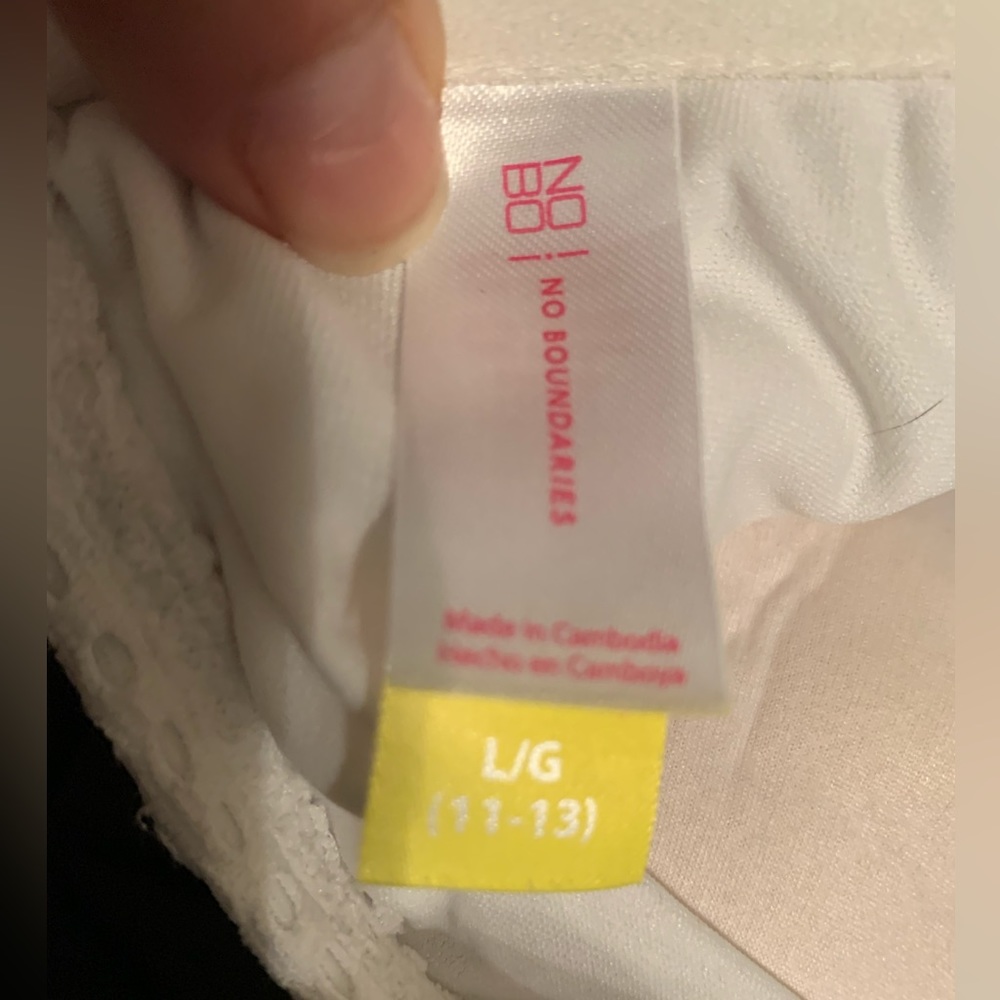 NO!
BO!
NO BOUNDARIES
Made in Cambodia
Hecho en Camboya
L/G
(11-13)